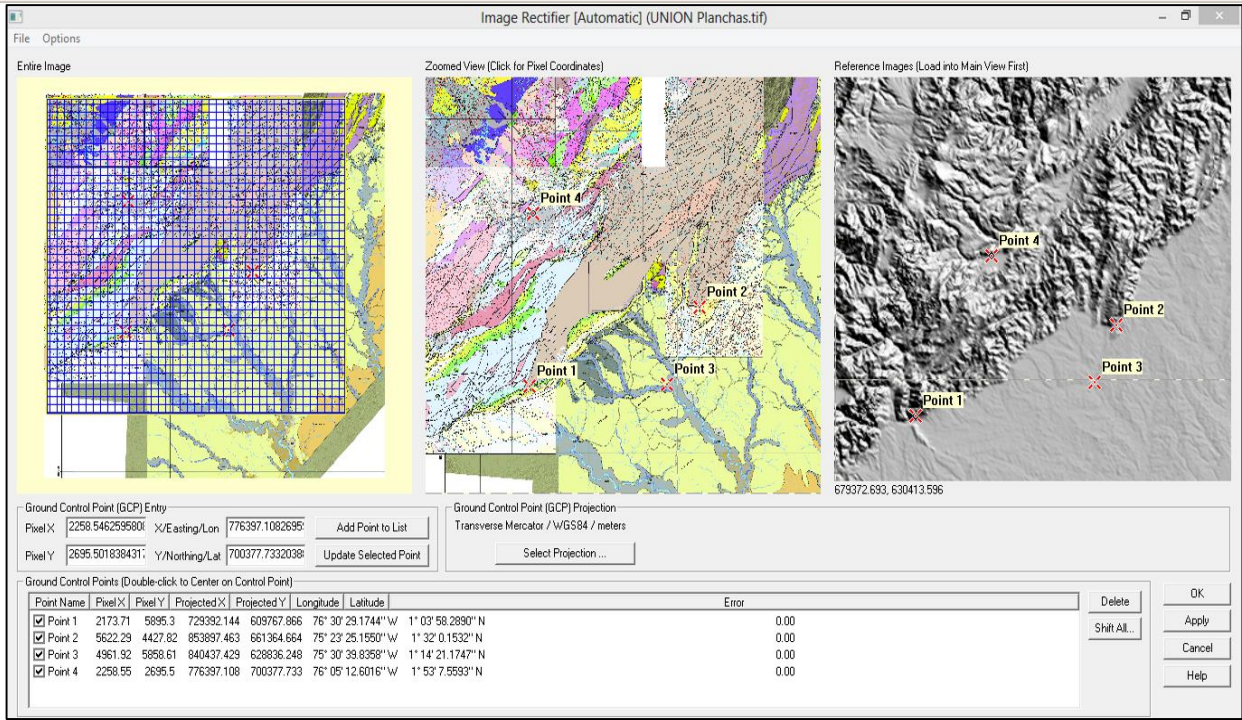 Image Rectifier [Automatic] (UNION Planchas.tif)
File Options
Entire Image
Zoomed View (Click for Pixel Coordinates)
Reference Images (Load into Main View First)
Point 4
Point 2
Point 1
Point 3
Point 4
Point 2
Point 3
Point 1
679372.693, 630413.596
Ground Control Point (GCP) Entry
Pixel X 2258.546259580 X/Easting/Lon 776397.1082695 Add Point to List
Pixel Y 2695.5018384317 Y/Northing/Lat 700377.7332038 Update Selected Point
Ground Control Point (GCP) Projection
Transverse Mercator / WGS84 / meters
Select Projection ...
Ground Control Points (Double-click to Center on Control Point)
Point Name Pixel X Pixel Y Projected X Projected Y Longitude Latitude Error
Point 1 2173.71 5895.3 729392.144 609767.866 76° 30' 29.1744" W 1° 03' 58.2890" N 0.00
Point 2 5622.29 4427.82 853897.463 661364.664 75° 23' 25.1550" W 1° 32' 0.1532" N 0.00
Point 3 4961.92 5858.61 840437.429 628836.248 75° 30' 39.8358" W 1° 14' 21.1747" N 0.00
Point 4 2258.55 2695.5 776397.108 700377.733 76° 05' 12.6016" W 1° 53' 7.5593" N 0.00
Delete
Shift All...
OK
Apply
Cancel
Help